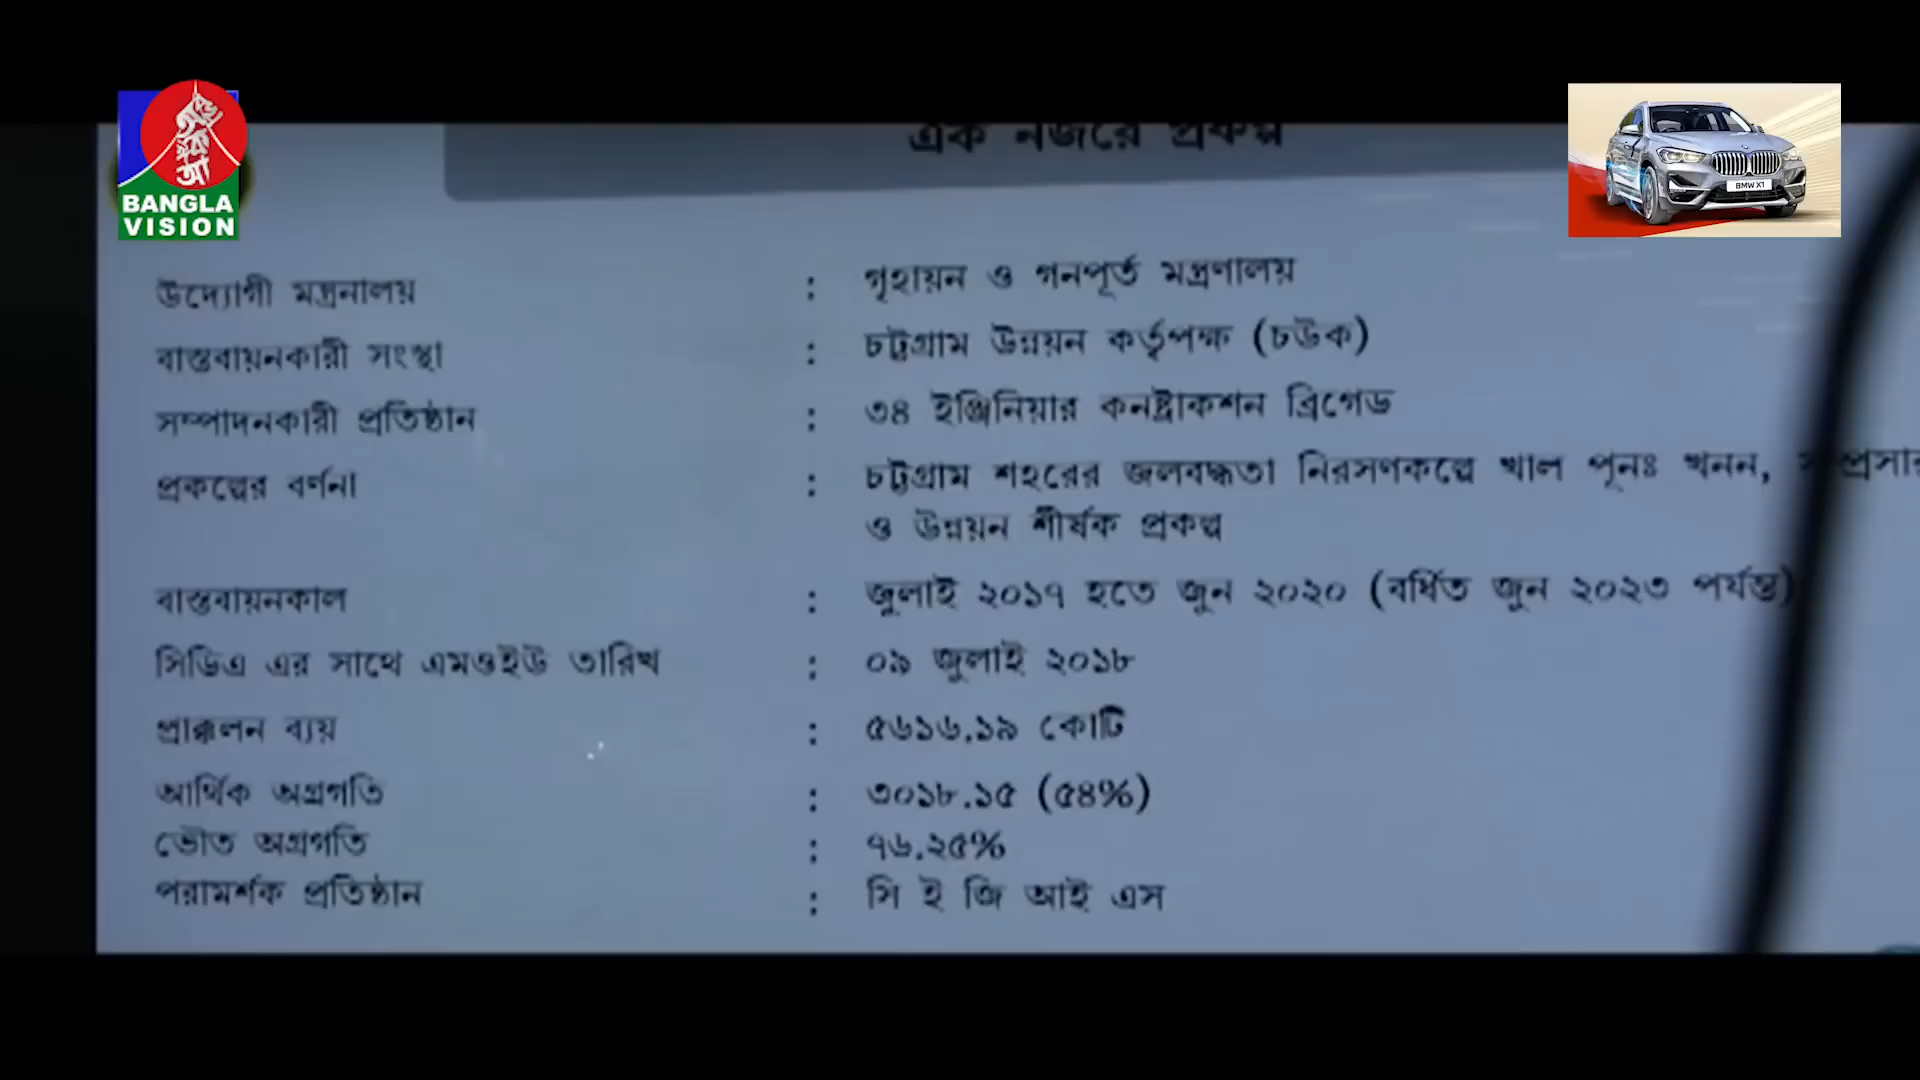 এক নজরে প্রকল্প
BANGLA
VISION
BMW X1
উদ্যোগী মন্ত্রনালয় : গৃহায়ন ও গনপূর্ত মন্ত্রণালয়
বাস্তবায়নকারী সংস্থা : চট্টগ্রাম উন্নয়ন কর্তৃপক্ষ (চউক)
সম্পাদনকারী প্রতিষ্ঠান : ৩৪ ইঞ্জিনিয়ার কনষ্ট্রাকশন ব্রিগেড
প্রকল্পের বর্ণনা : চট্টগ্রাম শহরের জলবদ্ধতা নিরসণকল্পে খাল পূনঃ খনন,
ও উন্নয়ন শীর্ষক প্রকল্প
বাস্তবায়নকাল : জুলাই ২০১৭ হতে জুন ২০২০ (বর্ধিত জুন ২০২৩ পর্যন্ত)
সিডিএ এর সাথে এমওইউ তারিখ : ০৯ জুলাই ২০১৮
প্রাক্কলন ব্যয় : ৫৬১৬.১৯ কোটি
আর্থিক অগ্রগতি : ৩০১৮.১৫ (৫৪%)
ভৌত অগ্রগতি : ৭৬.২৫%
পরামর্শক প্রতিষ্ঠান : সি ই জি আই এস